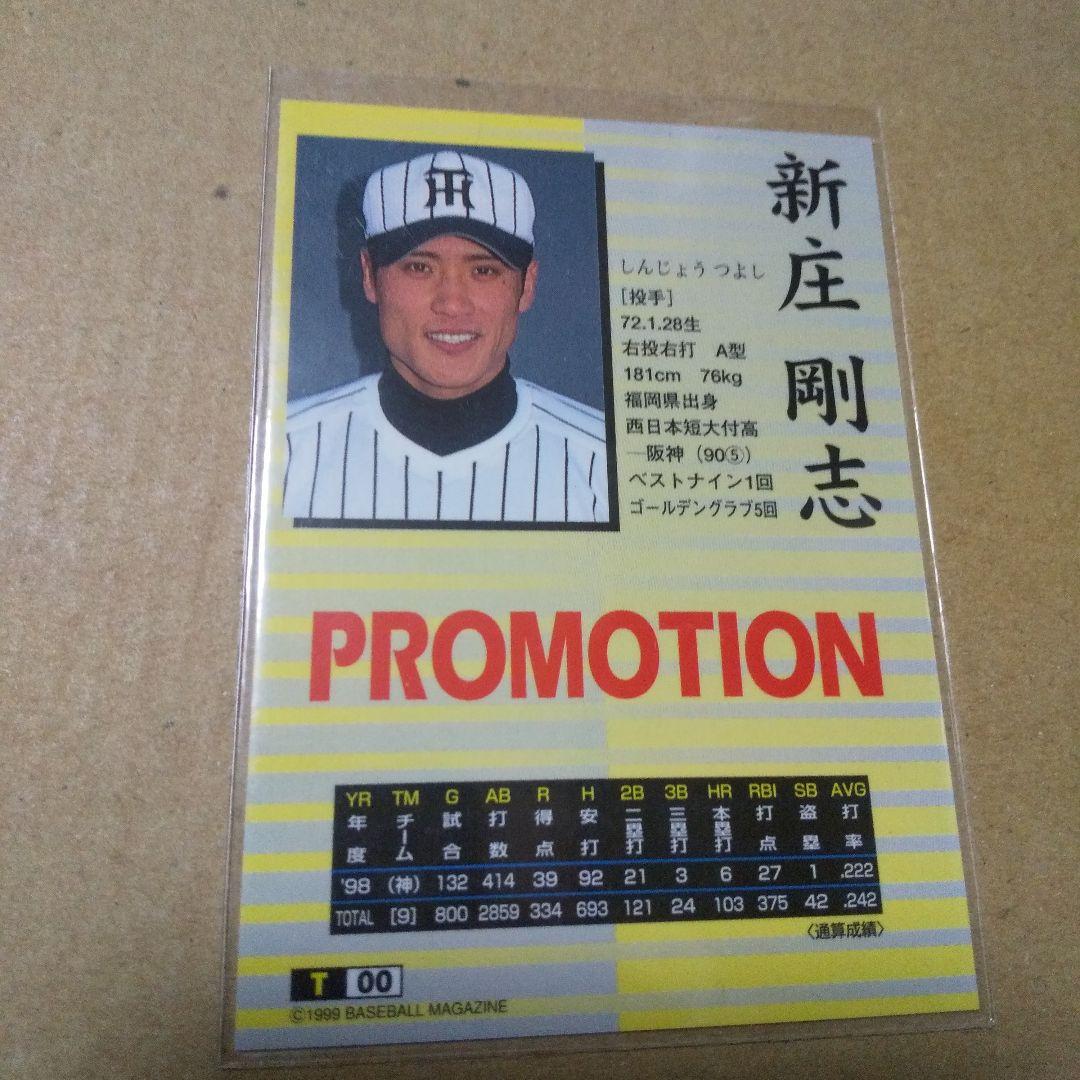 新庄剛志
しんじょうつよし
[投手]
72.1.28生
右投右打 A型
181cm 76kg
福岡県出身
西日本短大付高
―阪神(90⑤)
ベストナイン1回
ゴールデングラブ5回
PROMOTION
YR TM G AB R H 2B 3B HR RBI SB AVG
年度 チーム 試合 打数 得点 安打 二塁打 三塁打 本塁打 打点 盗塁 打率
'98 (神) 132 414 39 92 21 3 6 27 1 .222
TOTAL [9] 800 2859 334 693 121 24 103 375 42 .242
〈通算成績〉
T 00
©1999 BASEBALL MAGAZINE